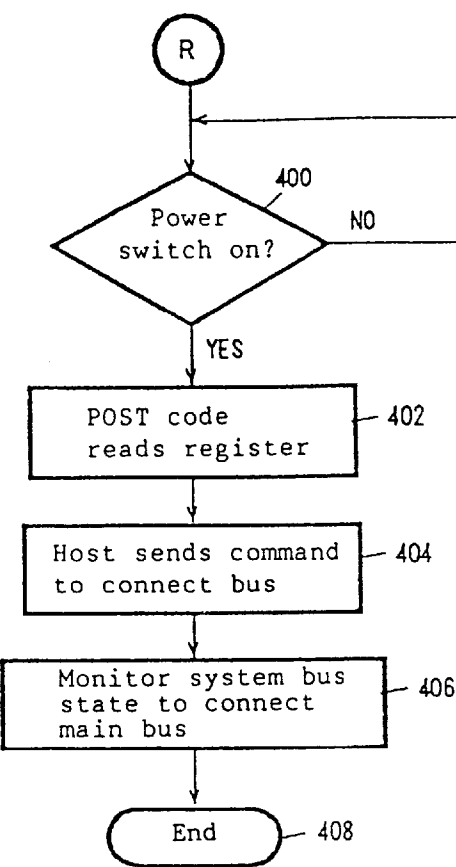 R
400
Power
switch on?
NO
YES
POST code
reads register
402
Host sends command
to connect bus
404
Monitor system bus
state to connect
main bus
406
End
408